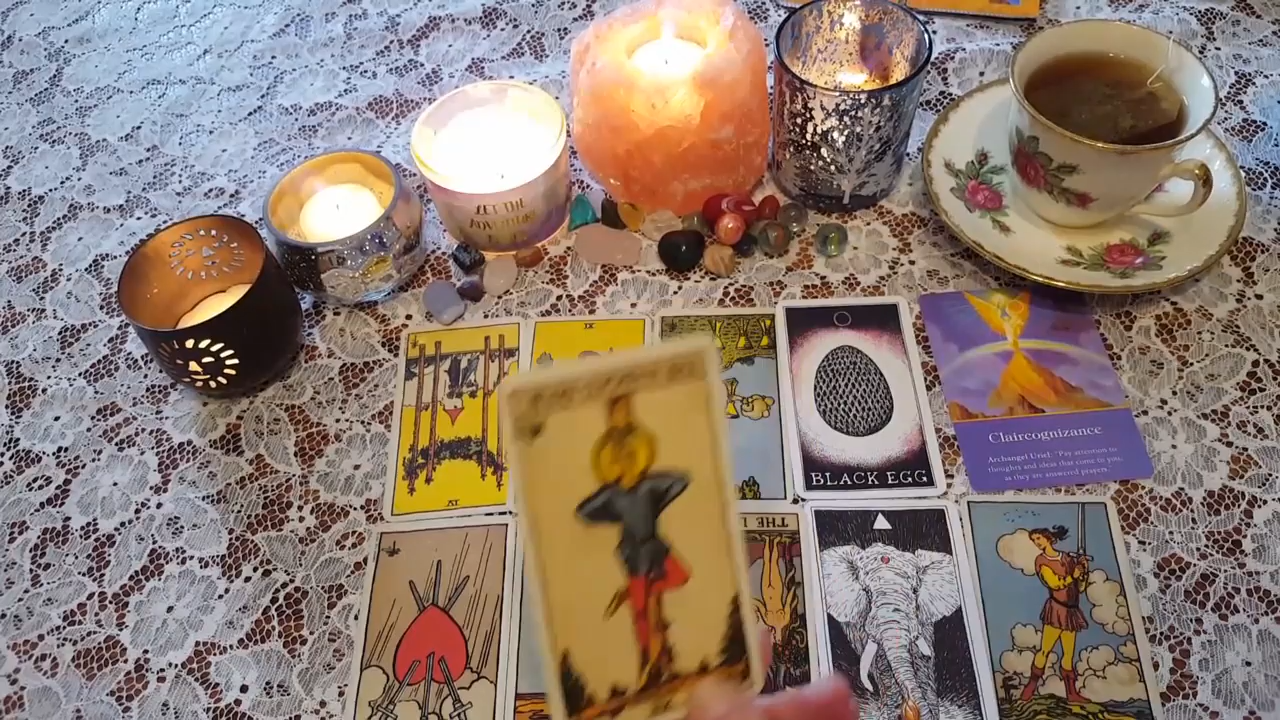 LET THE
ADVENTURE
IX
VI
BLACK EGG
Claircognizance
Archangel Uriel: "Pay attention to
thoughts and ideas that come to you,
as they are answered prayers."
THE